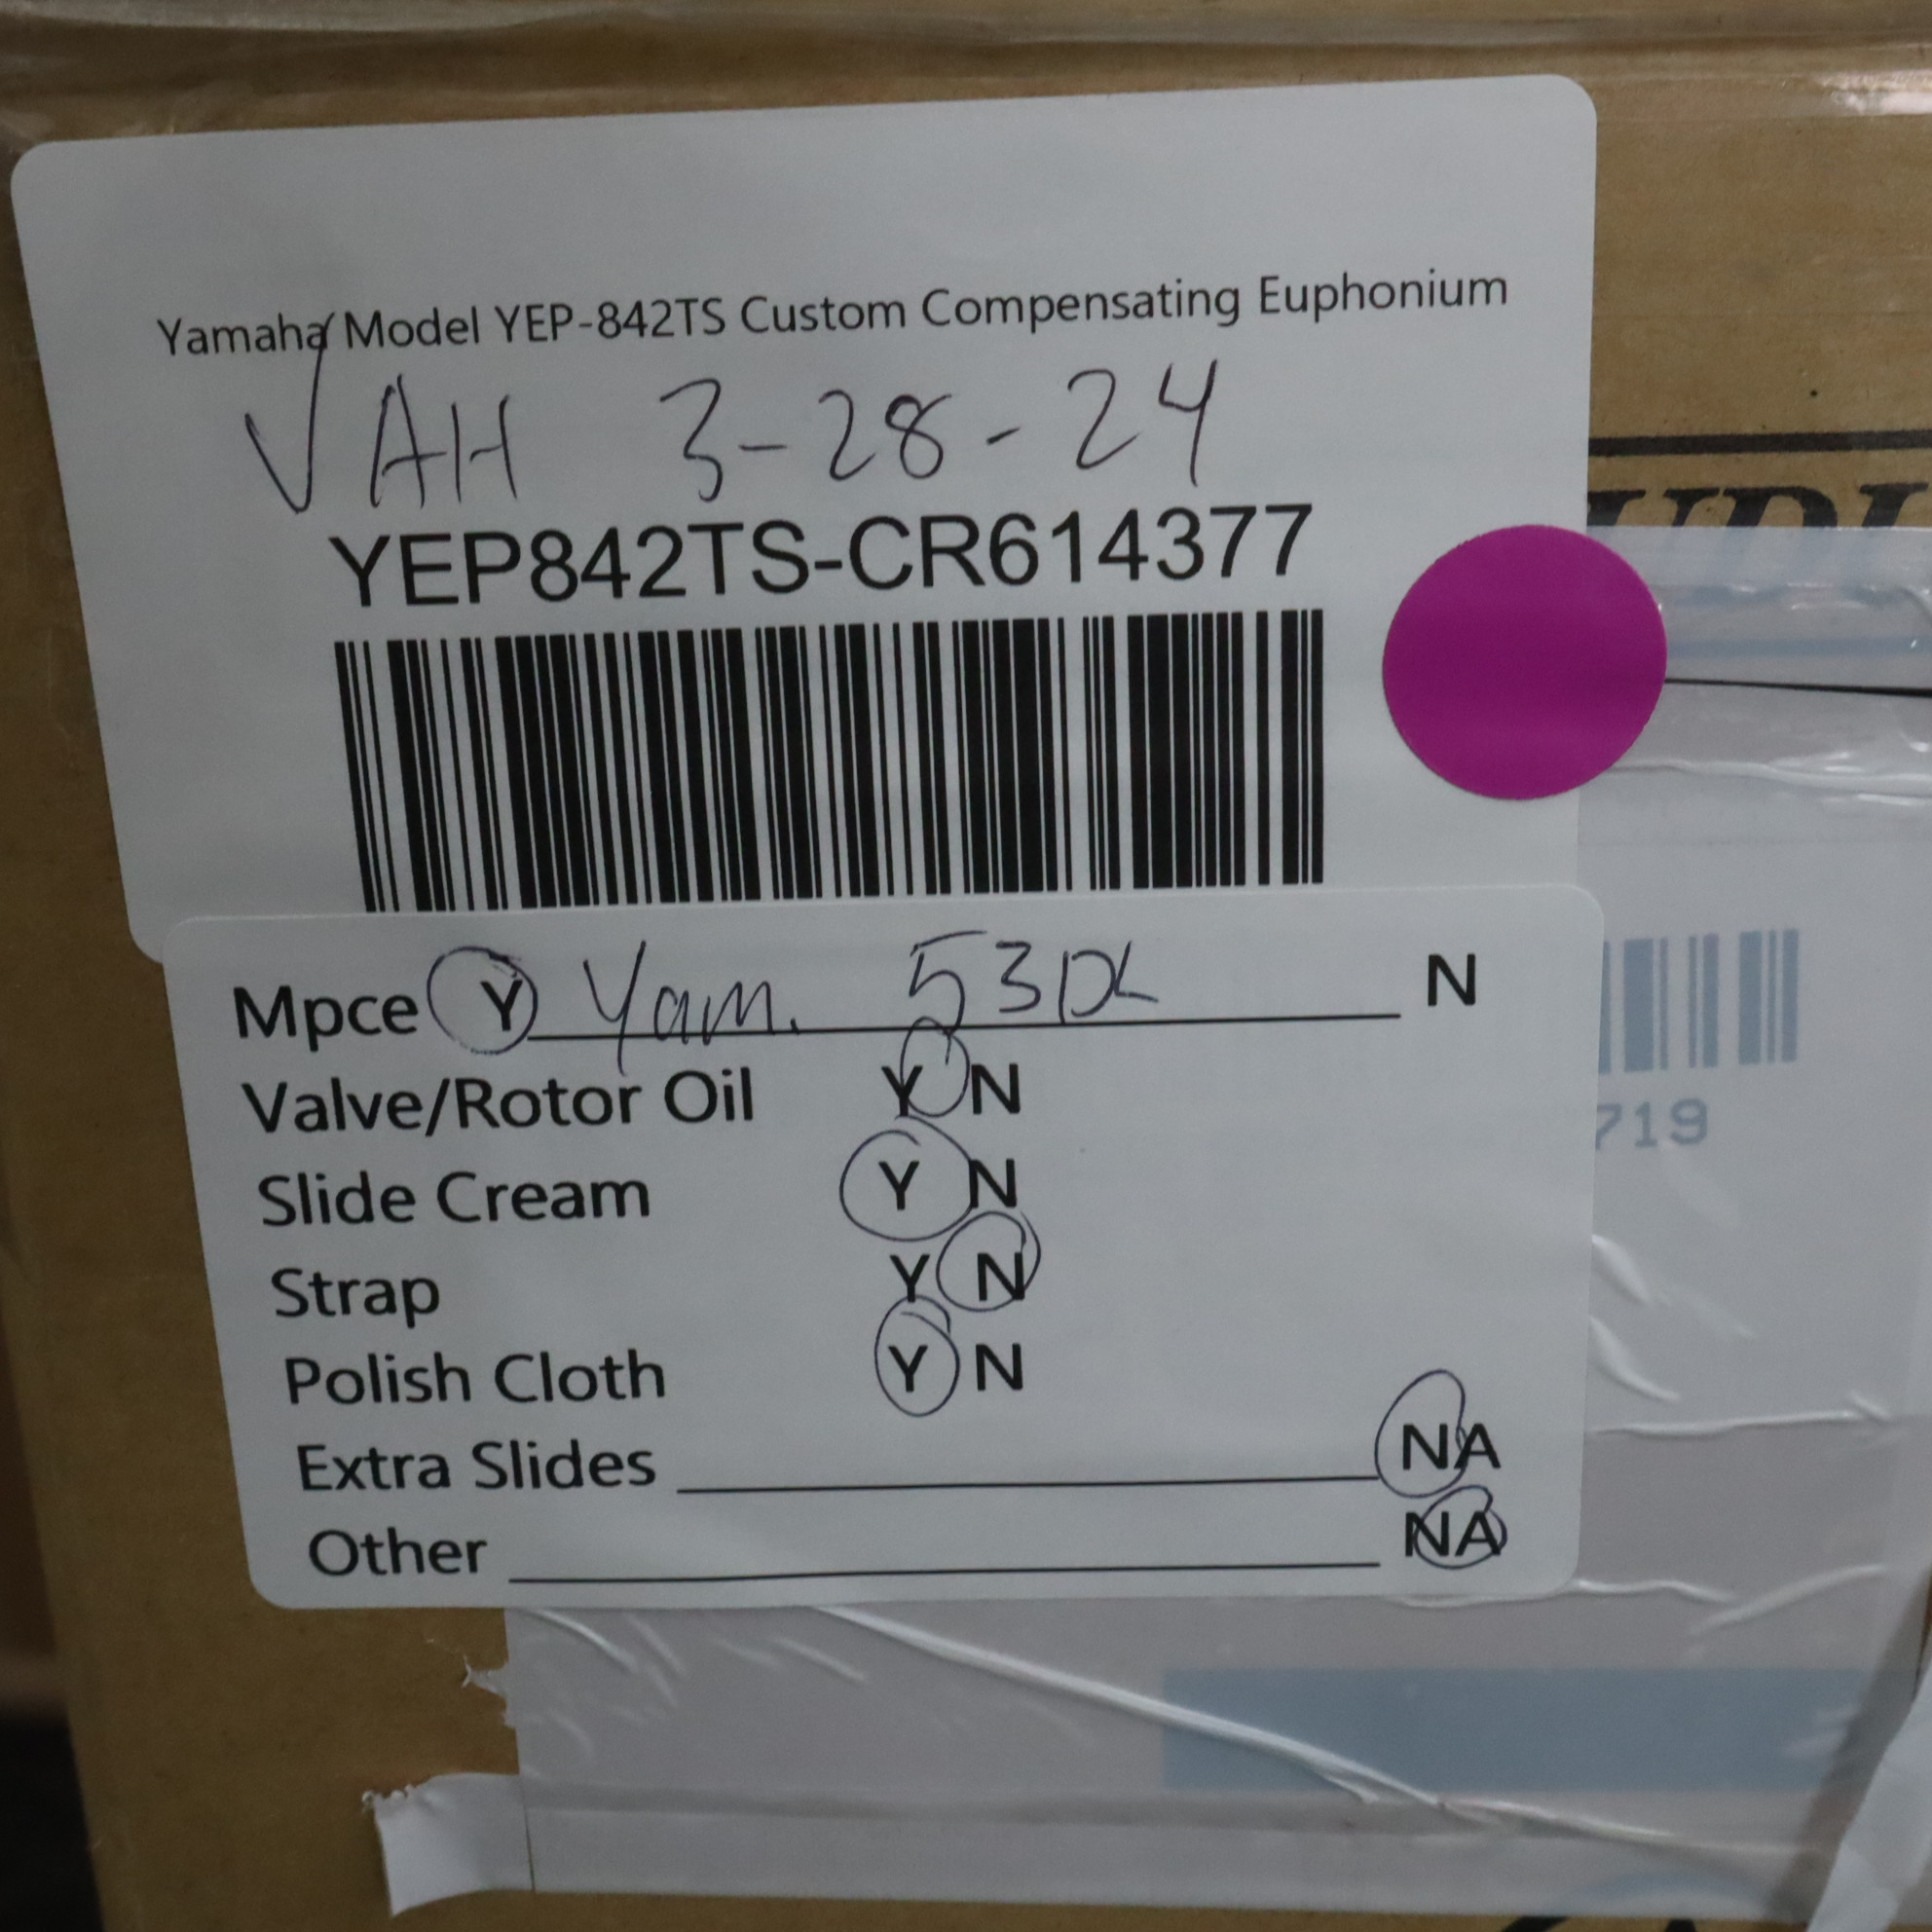 Yamaha Model YEP-842TS Custom Compensating Euphonium
✓ AH 3-28-24
YEP842TS-CR614377
Mpce Y Yam. 53DL N
Valve/Rotor Oil Y N
Slide Cream Y N
Strap Y N
Polish Cloth Y N
Extra Slides NA
Other NA
719